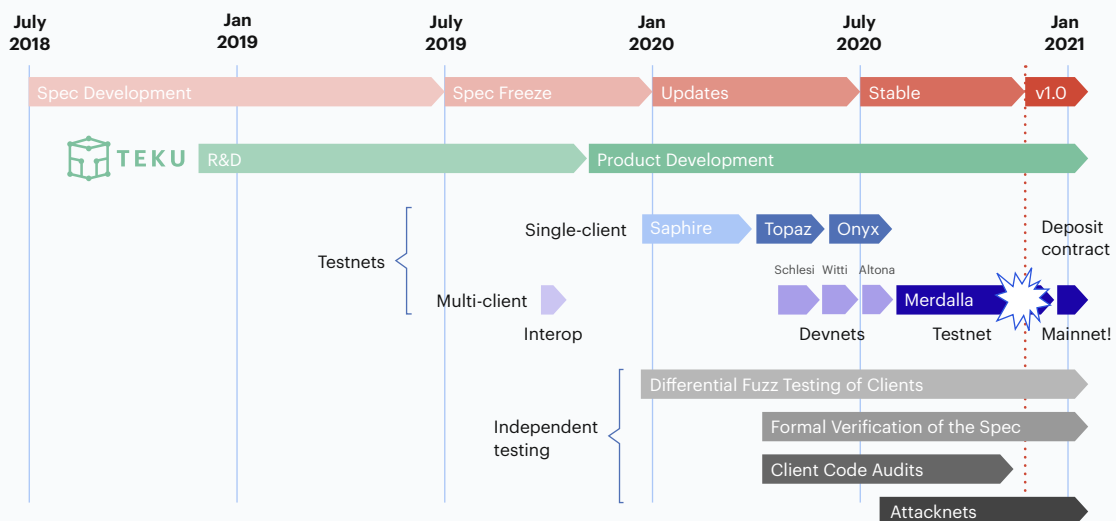 July
2018
Jan
2019
July
2019
Jan
2020
July
2020
Jan
2021
Spec Development
Spec Freeze
Updates
Stable
v1.0
TEKU
R&D
Product Development
Single-client
Saphire
Topaz
Onyx
Deposit
contract
Testnets
Schlesi
Witti
Altona
Multi-client
Merdalla
Interop
Devnets
Testnet
Mainnet!
Differential Fuzz Testing of Clients
Independent
testing
Formal Verification of the Spec
Client Code Audits
Attacknets